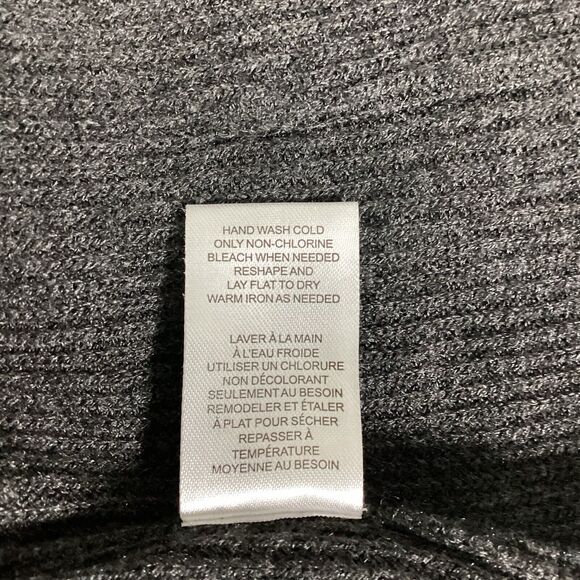 HAND WASH COLD
ONLY NON-CHLORINE
BLEACH WHEN NEEDED
RESHAPE AND
LAY FLAT TO DRY
WARM IRON AS NEEDED
LAVER À LA MAIN
À L'EAU FROIDE
UTILISER UN CHLORURE
NON DÉCOLORANT
SEULEMENT AU BESOIN
REMODELER ET ÉTALER
À PLAT POUR SÉCHER
REPASSER À
TEMPÉRATURE
MOYENNE AU BESOIN